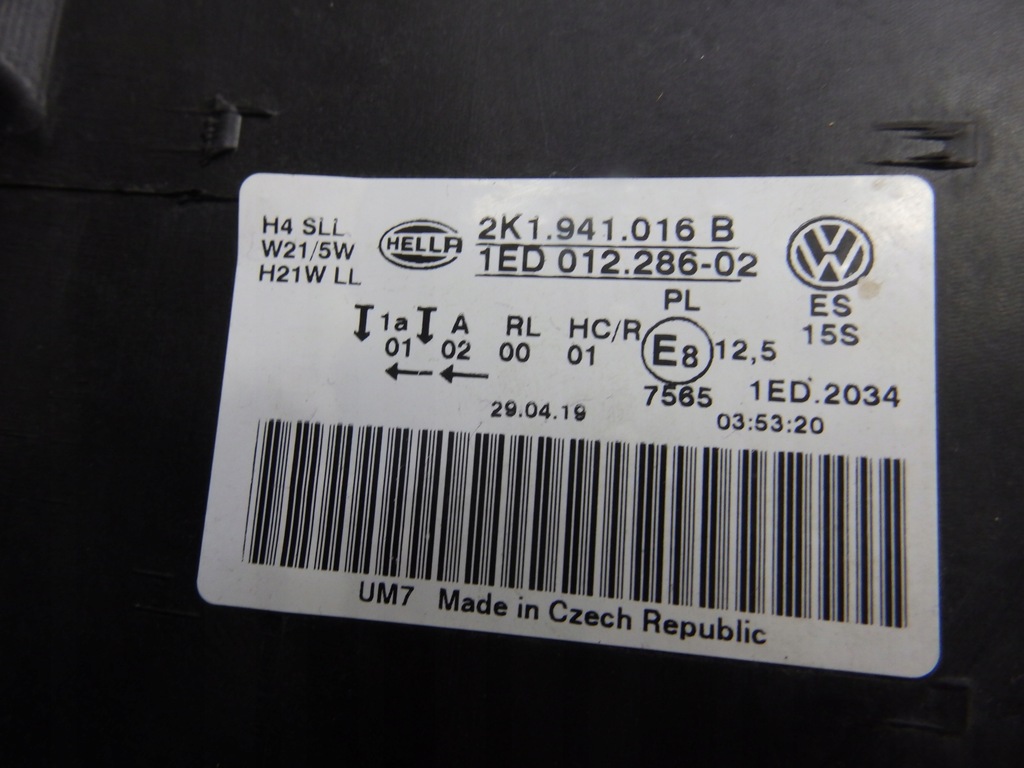 H4 SLL
W21/5W
H21W LL
HELLA
2K1.941.016 B
1ED 012.286-02
ES
15S
PL
1a A RL HC/R E8 12,5
01 02 00 01
7565 1ED.2034
29.04.19 03:53:20
UM7 Made in Czech Republic